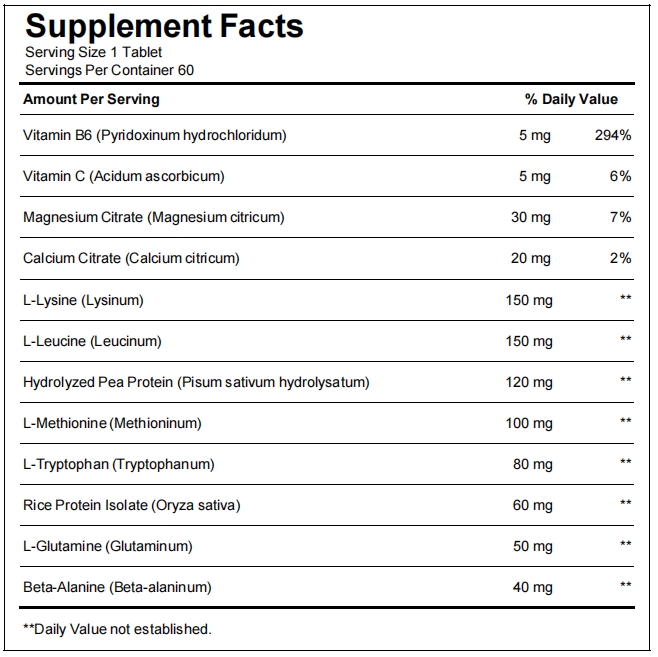 Supplement Facts
Serving Size 1 Tablet
Servings Per Container 60
Amount Per Serving % Daily Value
Vitamin B6 (Pyridoxinum hydrochloridum) 5 mg 294%
Vitamin C (Acidum ascorbicum) 5 mg 6%
Magnesium Citrate (Magnesium citricum) 30 mg 7%
Calcium Citrate (Calcium citricum) 20 mg 2%
L-Lysine (Lysinum) 150 mg **
L-Leucine (Leucinum) 150 mg **
Hydrolyzed Pea Protein (Pisum sativum hydrolysatum) 120 mg **
L-Methionine (Methioninum) 100 mg **
L-Tryptophan (Tryptophanum) 80 mg **
Rice Protein Isolate (Oryza sativa) 60 mg **
L-Glutamine (Glutaminum) 50 mg **
Beta-Alanine (Beta-alaninum) 40 mg **
**Daily Value not established.